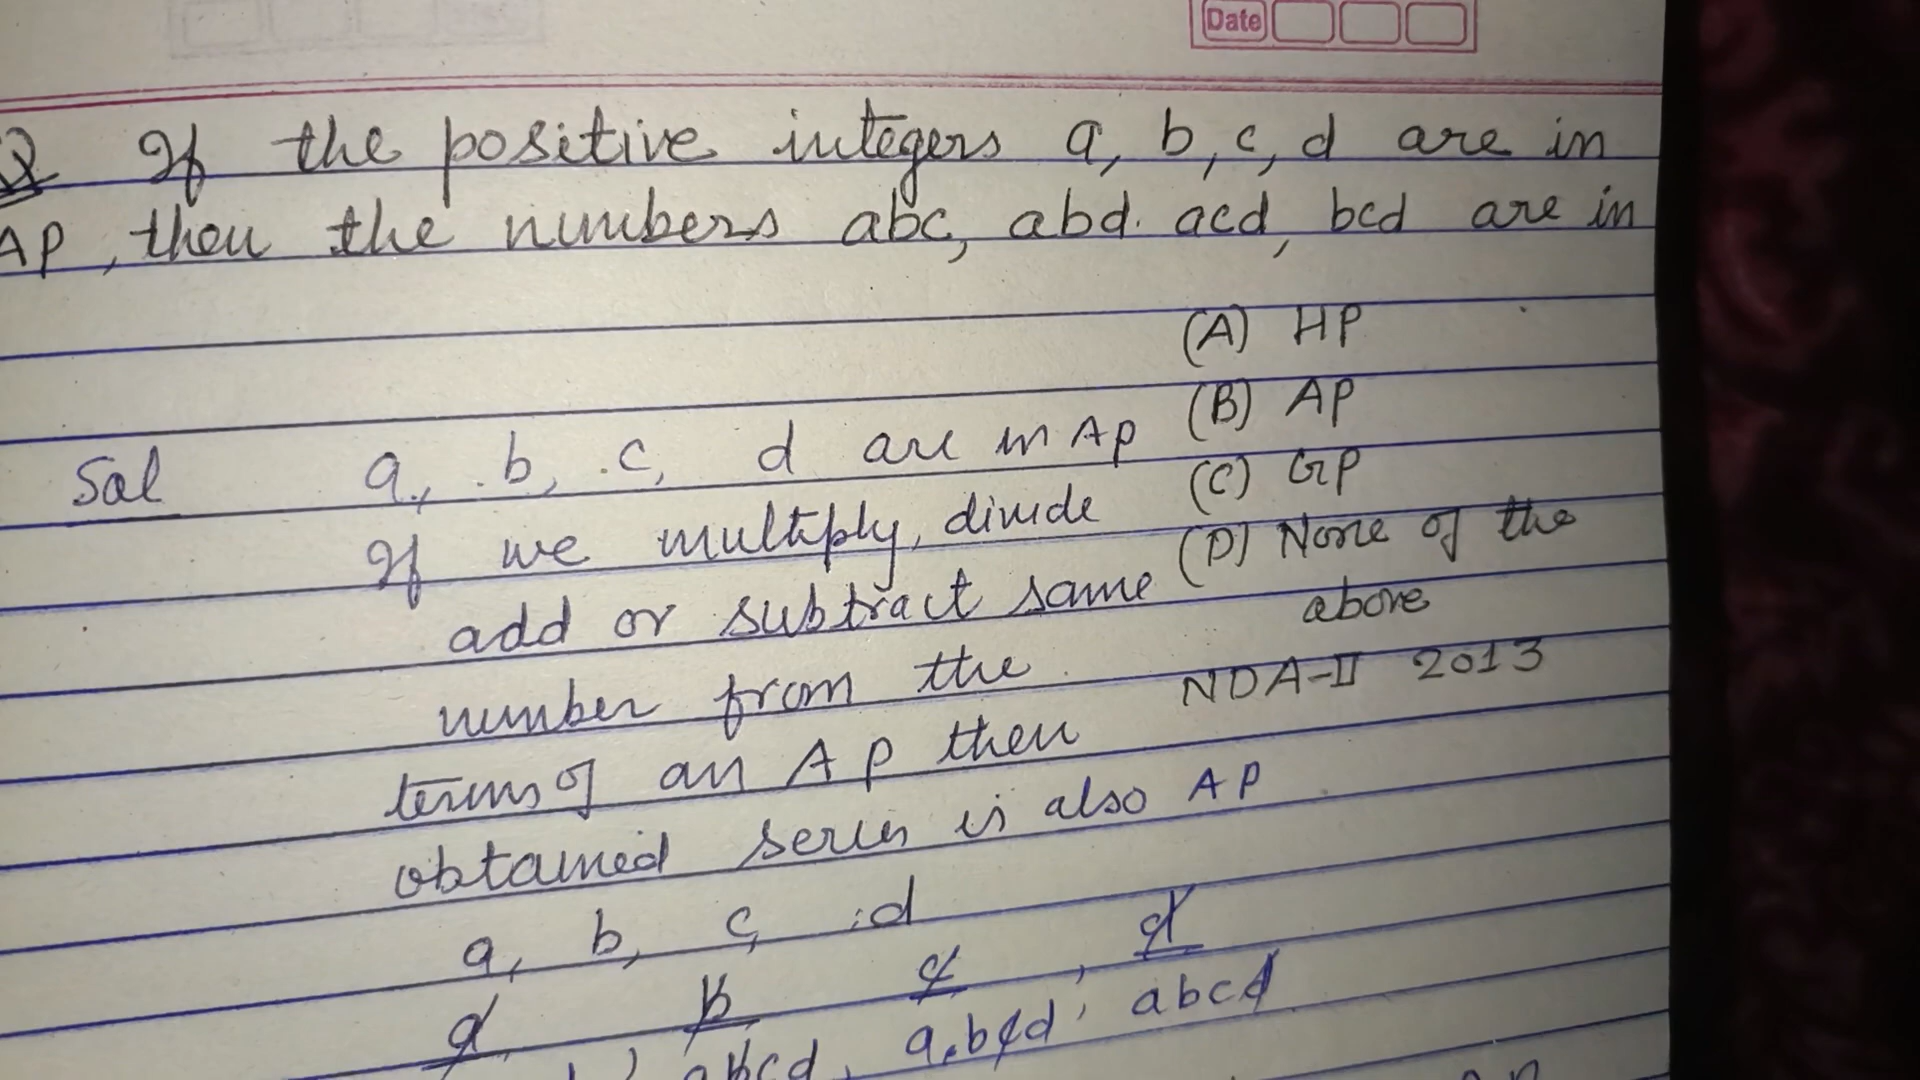 Date
Q If the positive integers a, b, c, d are in
AP, then the numbers abc, abd. acd, bcd are in
(A) HP
(B) AP
(C) GP
(D) None of the
above
NDA-II 2013
Sol a, b, c, d are in AP
If we multiply, divide
add or subtract same
number from the
terms of an AP then
obtained series is also AP
a, b, c, d
a b c , d
abcd, abcd, abcd